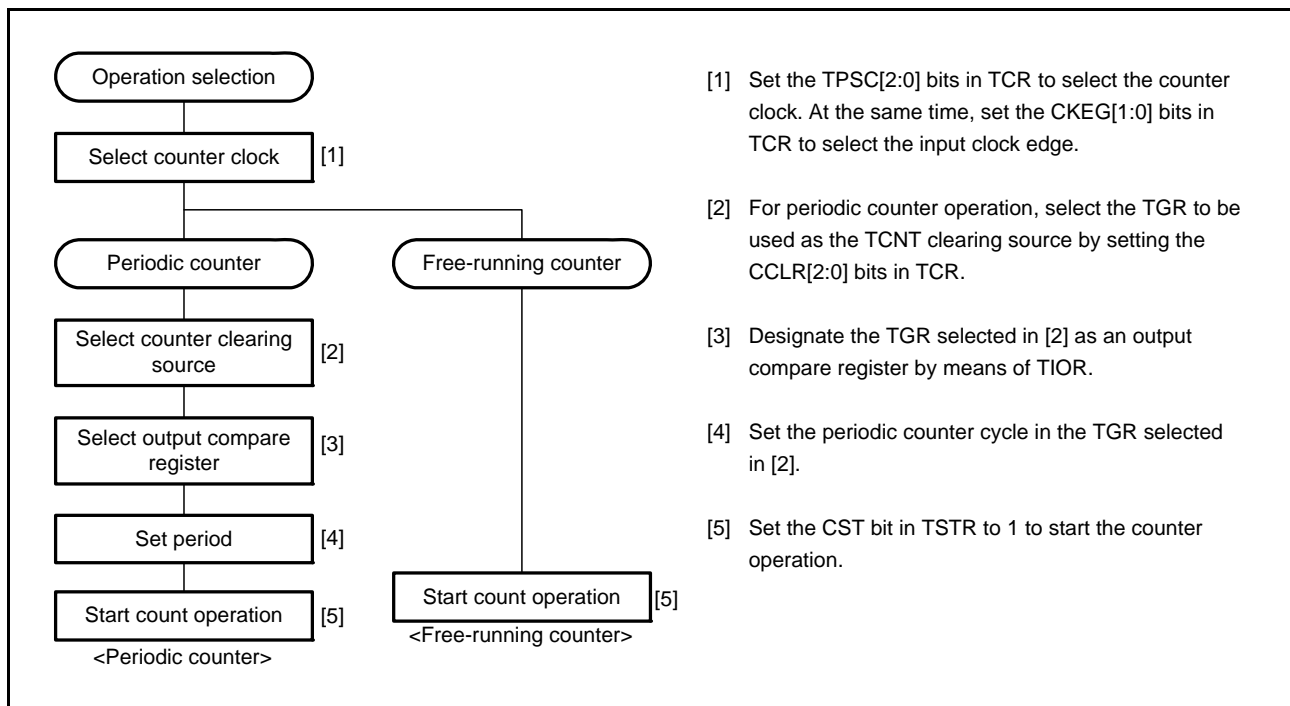 Operation selection
Select counter clock
[1]
Periodic counter
Free-running counter
Select counter clearing
source
[2]
Select output compare
register
[3]
Set period
[4]
Start count operation
[5]
<Periodic counter>
Start count operation
[5]
<Free-running counter>
[1] Set the TPSC[2:0] bits in TCR to select the counter
clock. At the same time, set the CKEG[1:0] bits in
TCR to select the input clock edge.
[2] For periodic counter operation, select the TGR to be
used as the TCNT clearing source by setting the
CCLR[2:0] bits in TCR.
[3] Designate the TGR selected in [2] as an output
compare register by means of TIOR.
[4] Set the periodic counter cycle in the TGR selected
in [2].
[5] Set the CST bit in TSTR to 1 to start the counter
operation.